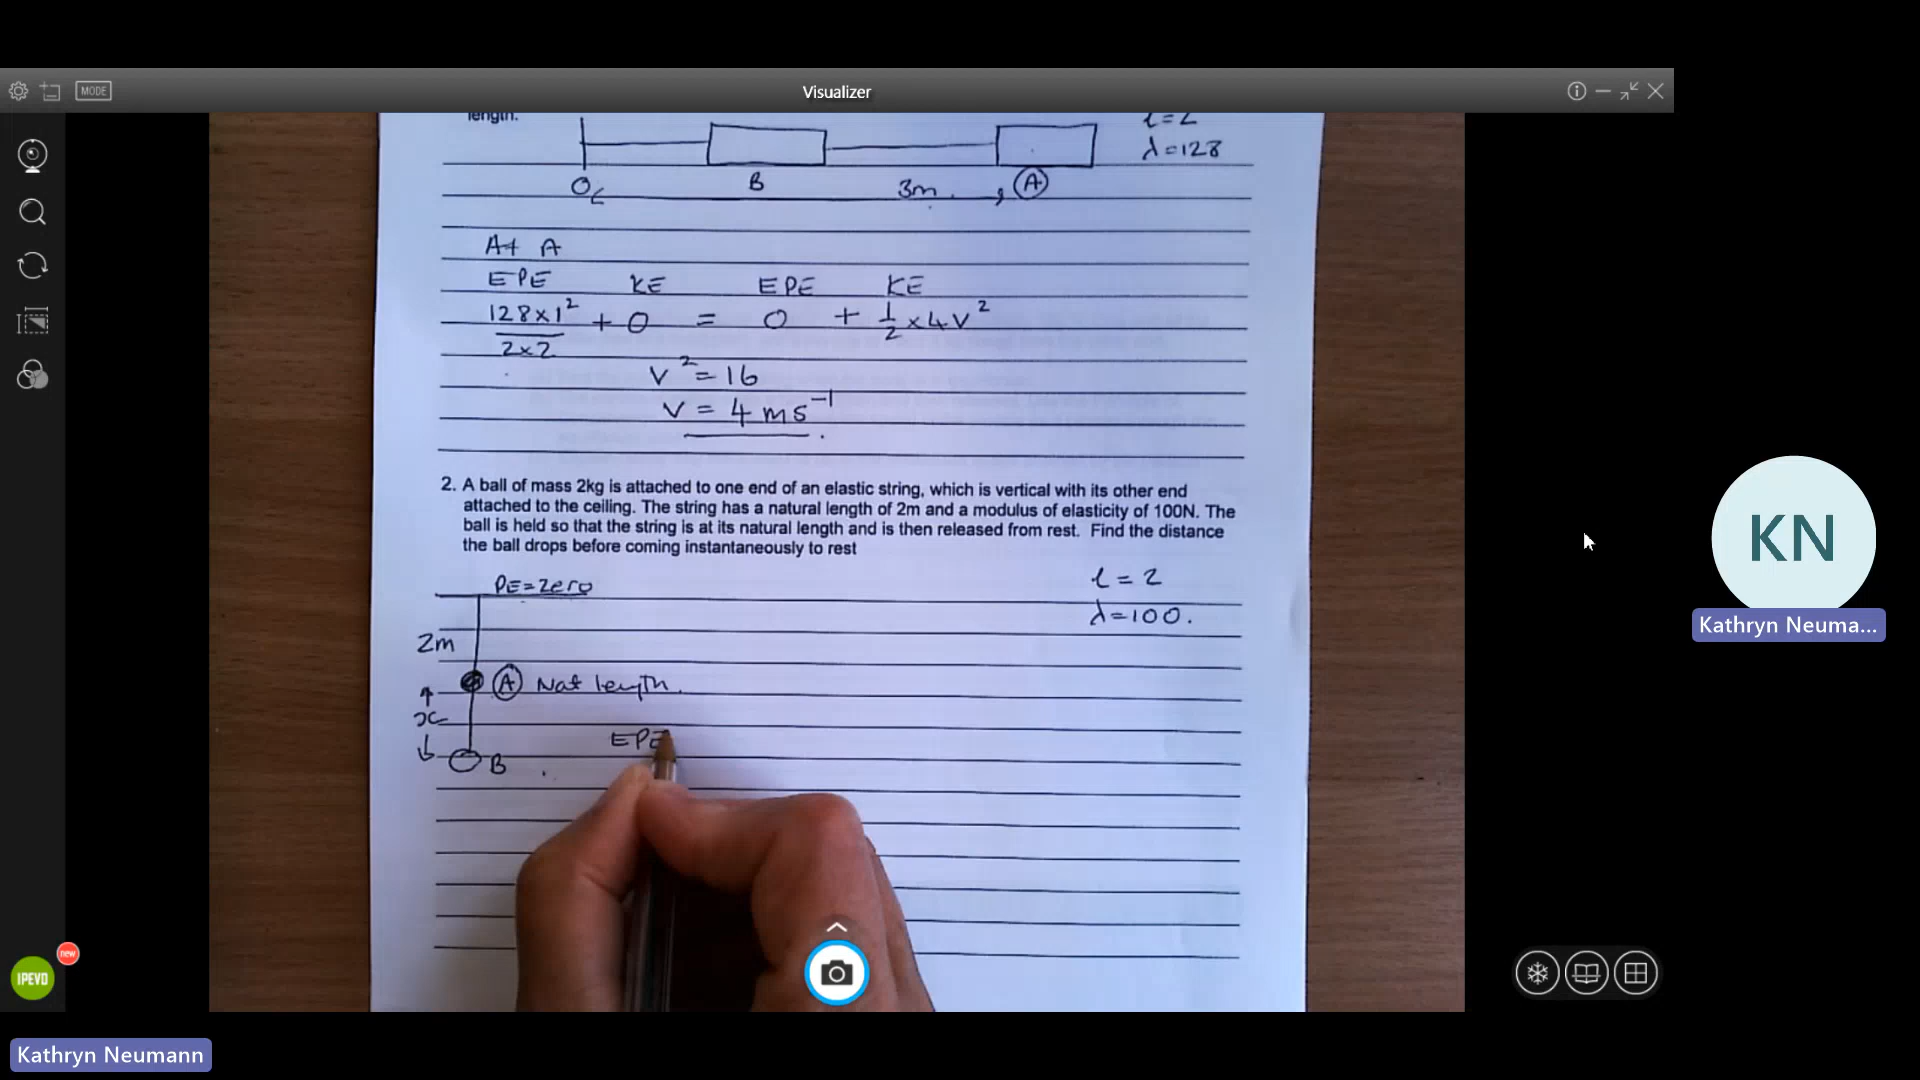 MODE
Visualizer
length.
l=2
λ=128
O B 3m. A
At A
EPE KE EPE KE
128×1² + 0 = 0 + 1/2 ×4v²
2×2
v²=16
v = 4 ms⁻¹
2. A ball of mass 2kg is attached to one end of an elastic string, which is vertical with its other end
attached to the ceiling. The string has a natural length of 2m and a modulus of elasticity of 100N. The
ball is held so that the string is at its natural length and is then released from rest. Find the distance
the ball drops before coming instantaneously to rest
PE=Zero
l = 2
λ=100.
2m
A Nat length.
x
EPE
B
KN
Kathryn Neuma...
new
IPEVO
Kathryn Neumann